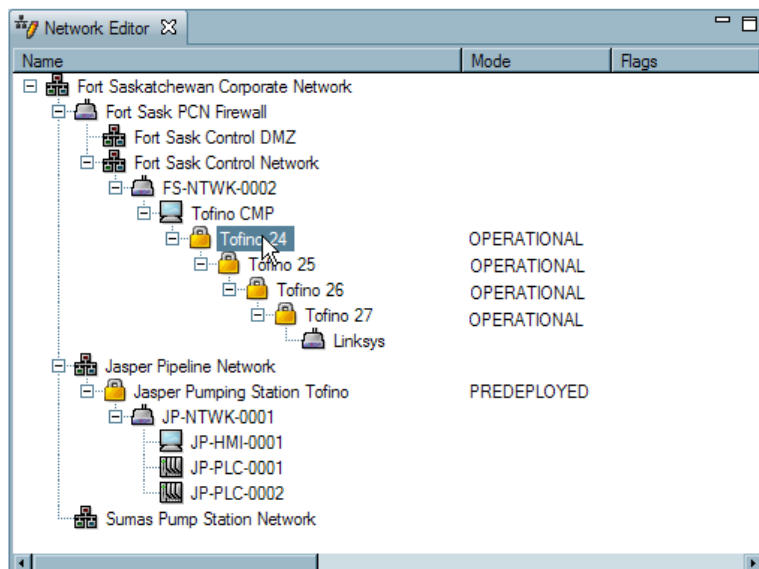 Network Editor
Name Mode Flags
Fort Saskatchewan Corporate Network
Fort Sask PCN Firewall
Fort Sask Control DMZ
Fort Sask Control Network
FS-NTWK-0002
Tofino CMP
Tofino 24 OPERATIONAL
Tofino 25 OPERATIONAL
Tofino 26 OPERATIONAL
Tofino 27 OPERATIONAL
Linksys
Jasper Pipeline Network
Jasper Pumping Station Tofino PREDEPLOYED
JP-NTWK-0001
JP-HMI-0001
JP-PLC-0001
JP-PLC-0002
Sumas Pump Station Network